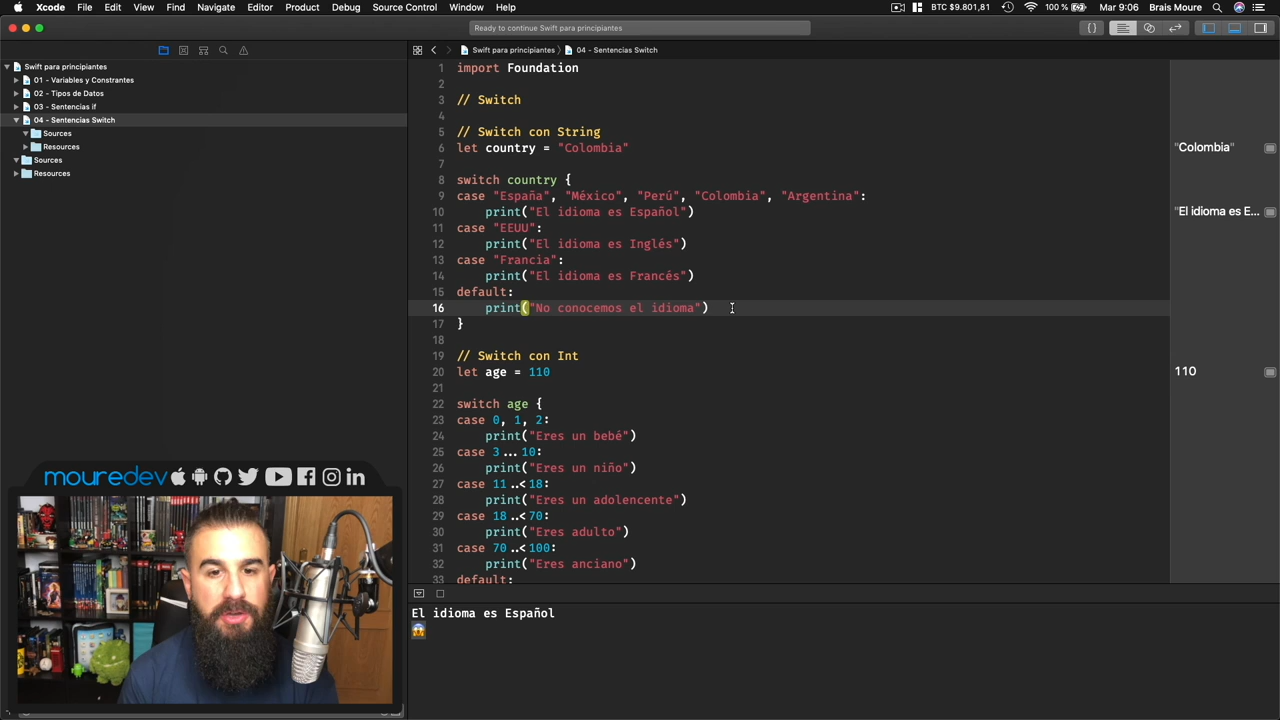 Xcode File Edit View Find Navigate Editor Product Debug Source Control Window Help
BTC $9.801,81 100 % Mar 9:06 Brais Moure
Ready to continue Swift para principiantes
Swift para principiantes 04 - Sentencias Switch
Swift para principiantes
01 - Variables y Constrantes
02 - Tipos de Datos
03 - Sentencias if
04 - Sentencias Switch
Sources
Resources
Sources
Resources
1 import Foundation
2
3 // Switch
4
5 // Switch con String
6 let country = "Colombia"
7
8 switch country {
9 case "España", "México", "Perú", "Colombia", "Argentina":
10 print("El idioma es Español")
11 case "EEUU":
12 print("El idioma es Inglés")
13 case "Francia":
14 print("El idioma es Francés")
15 default:
16 print("No conocemos el idioma")
17 }
18
19 // Switch con Int
20 let age = 110
21
22 switch age {
23 case 0, 1, 2:
24 print("Eres un bebé")
25 case 3...10:
26 print("Eres un niño")
27 case 11..<18:
28 print("Eres un adolencente")
29 case 18..<70:
30 print("Eres adulto")
31 case 70..<100:
32 print("Eres anciano")
33 default:
"Colombia"
"El idioma es E...
110
El idioma es Español
😱
mouredev